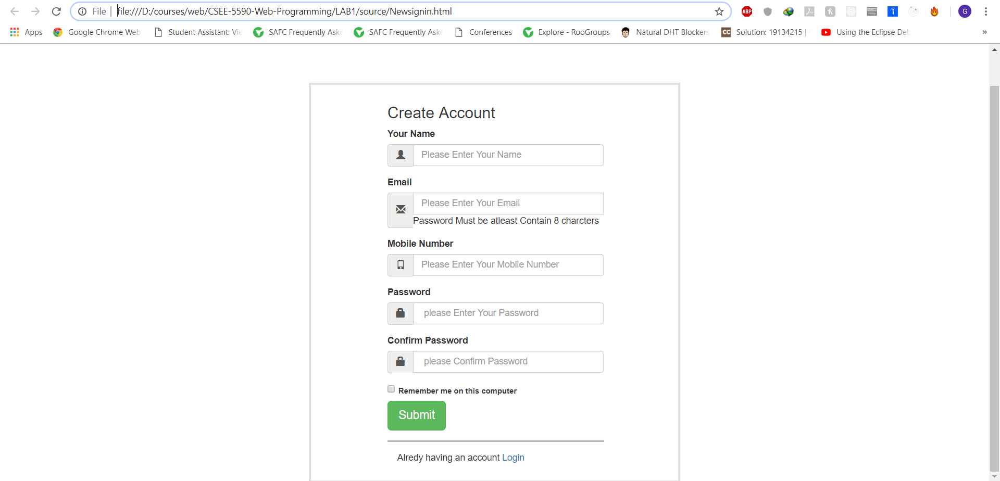 File | file:///D:/courses/web/CSEE-5590-Web-Programming/LAB1/source/Newsignin.html ABP G
Apps Google Chrome Web Student Assistant: Vie SAFC Frequently Aske SAFC Frequently Aske Conferences Explore - RooGroups Natural DHT Blockers CC Solution: 19134215 | Using the Eclipse Deb »
Create Account
Your Name
Please Enter Your Name
Email
Please Enter Your Email
Password Must be atleast Contain 8 charcters
Mobile Number
Please Enter Your Mobile Number
Password
please Enter Your Password
Confirm Password
please Confirm Password
Remember me on this computer
Submit
Alredy having an account Login